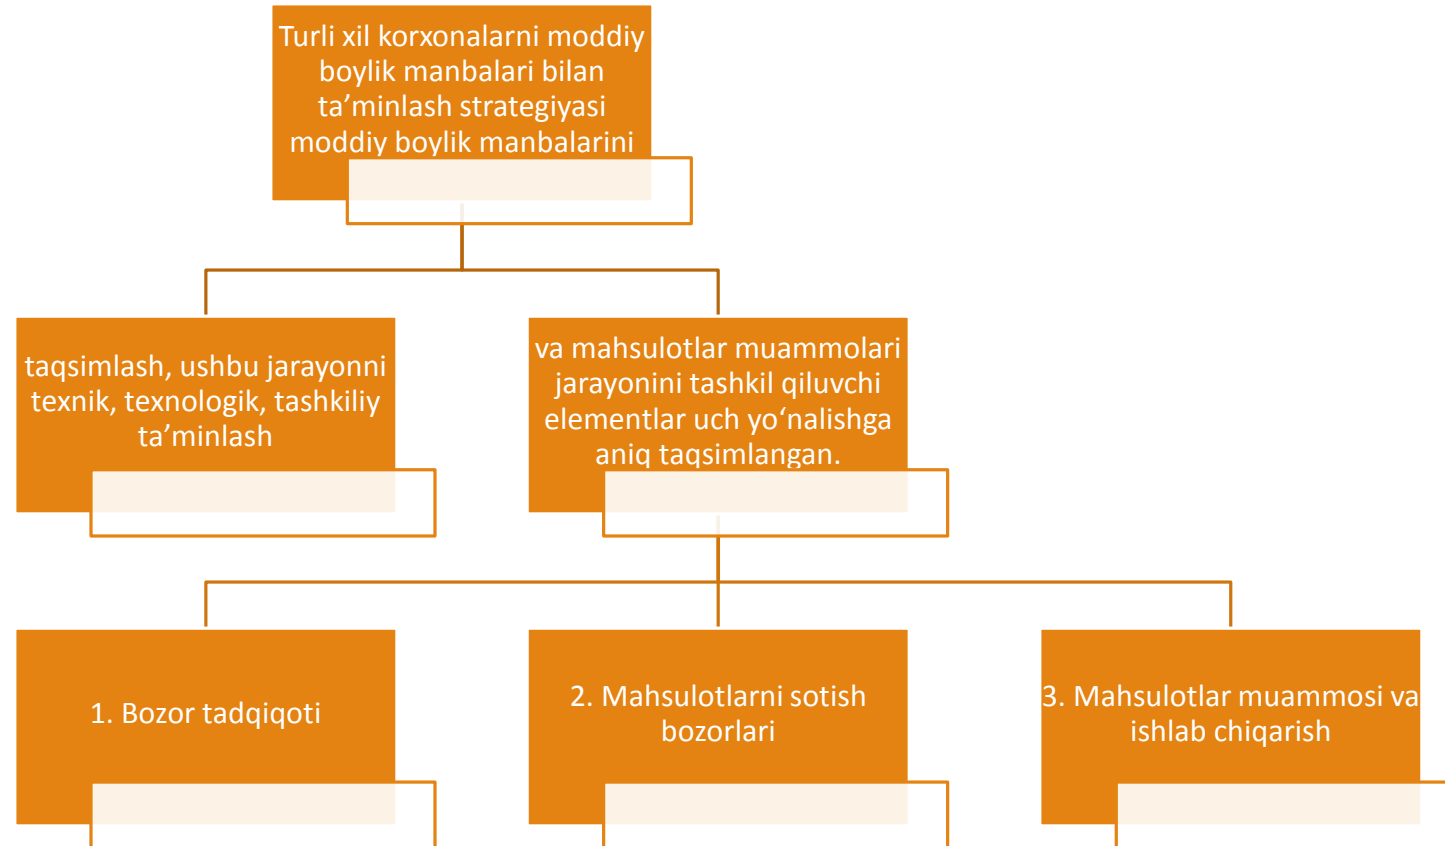 Turli xil korxonalarni moddiy
boylik manbalari bilan
ta’minlash strategiyasi
moddiy boylik manbalarini
taqsimlash, ushbu jarayonni
texnik, texnologik, tashkiliy
ta’minlash
va mahsulotlar muammolari
jarayonini tashkil qiluvchi
elementlar uch yo‘nalishga
aniq taqsimlangan.
1. Bozor tadqiqoti
2. Mahsulotlarni sotish
bozorlari
3. Mahsulotlar muammosi va
ishlab chiqarish